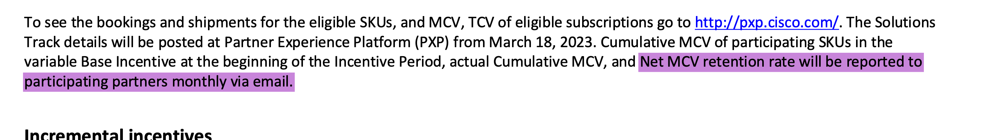 To see the bookings and shipments for the eligible SKUs, and MCV, TCV of eligible subscriptions go to http://pxp.cisco.com/. The Solutions
Track details will be posted at Partner Experience Platform (PXP) from March 18, 2023. Cumulative MCV of participating SKUs in the
variable Base Incentive at the beginning of the Incentive Period, actual Cumulative MCV, and Net MCV retention rate will be reported to
participating partners monthly via email.
Incremental incentives